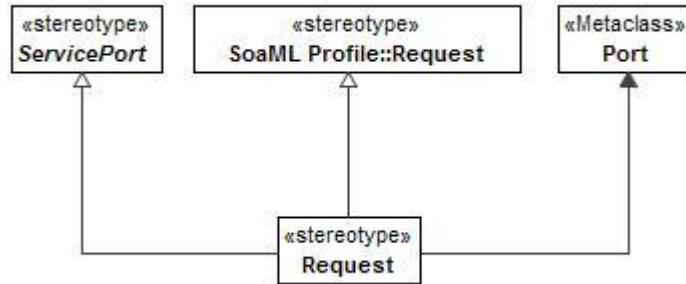 «stereotype»
ServicePort
«stereotype»
SoaML Profile::Request
«Metaclass»
Port
«stereotype»
Request